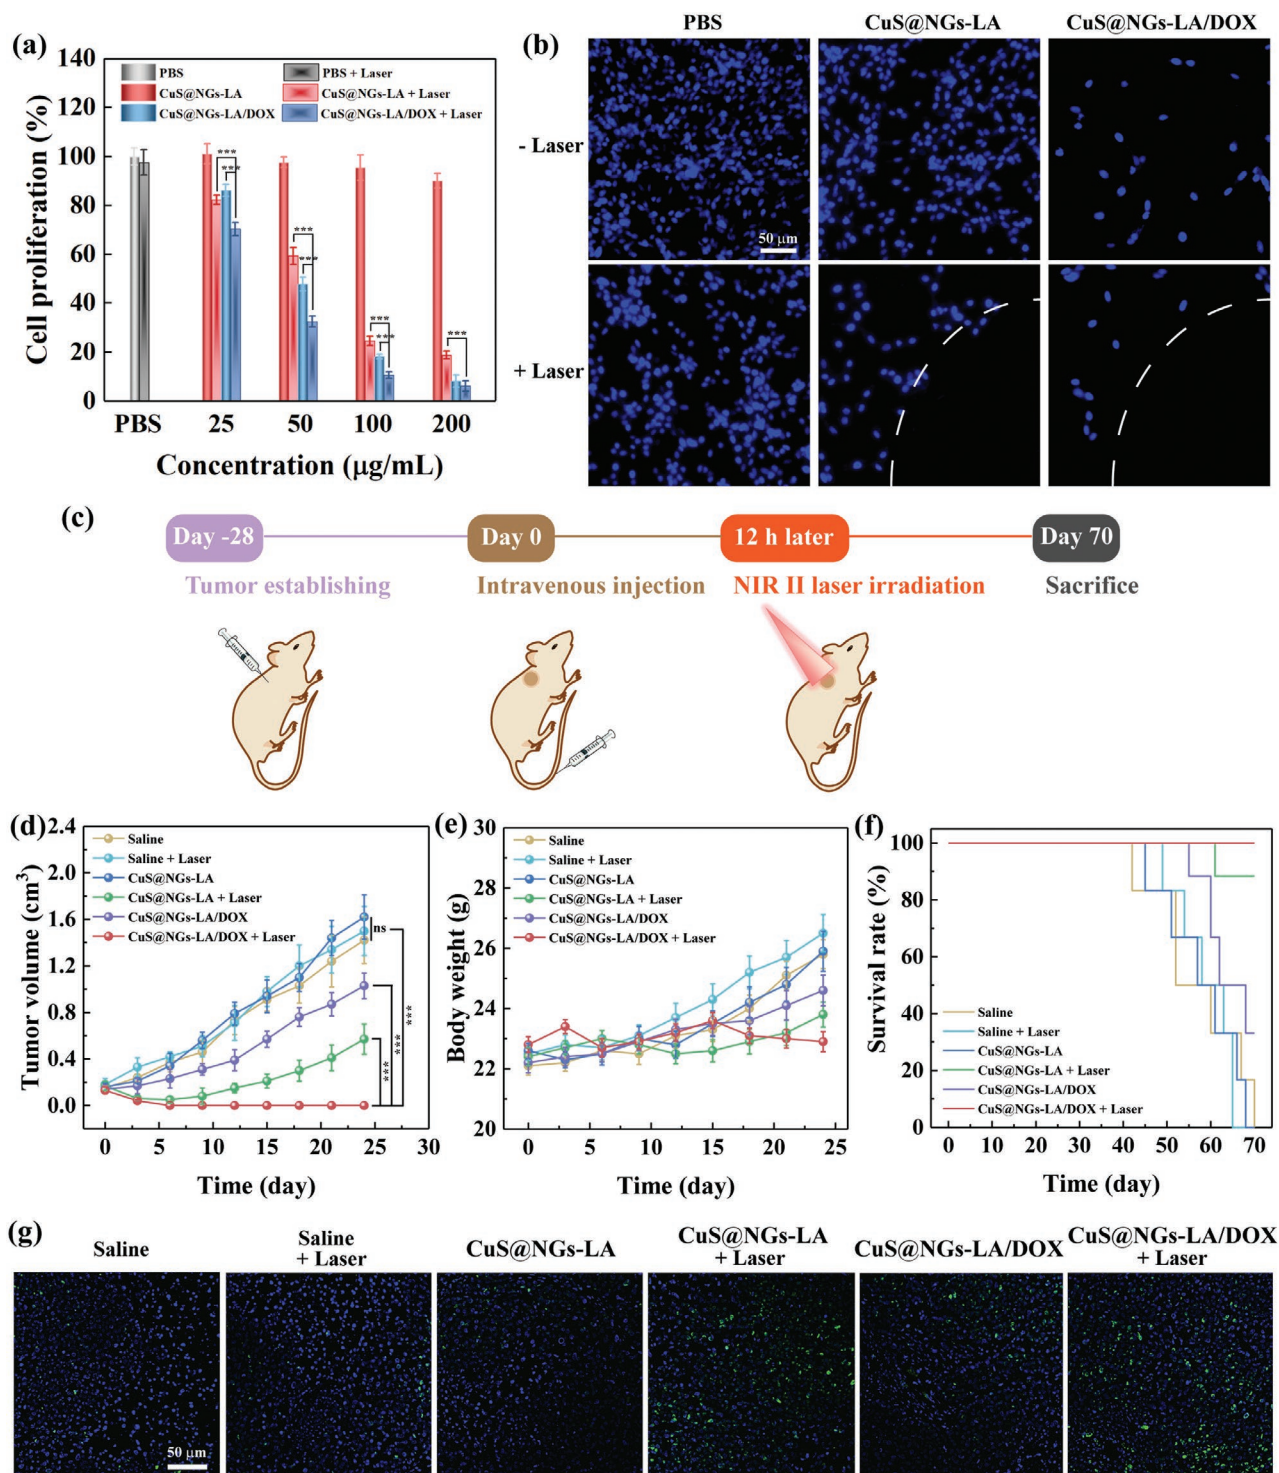 (a)
140
120
100
80
60
40
20
0
Cell proliferation (%)
PBS
PBS + Laser
CuS@NGs-LA
CuS@NGs-LA + Laser
CuS@NGs-LA/DOX
CuS@NGs-LA/DOX + Laser
***
***
***
***
***
***
***
PBS 25 50 100 200
Concentration (μg/mL)
(b)
PBS CuS@NGs-LA CuS@NGs-LA/DOX
- Laser
50 μm
+ Laser
(c)
Day -28 Day 0 12 h later Day 70
Tumor establishing Intravenous injection NIR II laser irradiation Sacrifice
(d)
2.4
2.0
1.6
1.2
0.8
0.4
0.0
Tumor volume (cm³)
Saline
Saline + Laser
CuS@NGs-LA
CuS@NGs-LA + Laser
CuS@NGs-LA/DOX
CuS@NGs-LA/DOX + Laser
ns
***
***
***
0 5 10 15 20 25 30
Time (day)
(e)
30
28
26
24
22
20
Body weight (g)
Saline
Saline + Laser
CuS@NGs-LA
CuS@NGs-LA + Laser
CuS@NGs-LA/DOX
CuS@NGs-LA/DOX + Laser
0 5 10 15 20 25
Time (day)
(f)
100
80
60
40
20
0
Survival rate (%)
Saline
Saline + Laser
CuS@NGs-LA
CuS@NGs-LA + Laser
CuS@NGs-LA/DOX
CuS@NGs-LA/DOX + Laser
0 10 20 30 40 50 60 70
Time (day)
(g)
Saline
Saline
+ Laser
CuS@NGs-LA
CuS@NGs-LA
+ Laser
CuS@NGs-LA/DOX
CuS@NGs-LA/DOX
+ Laser
50 μm